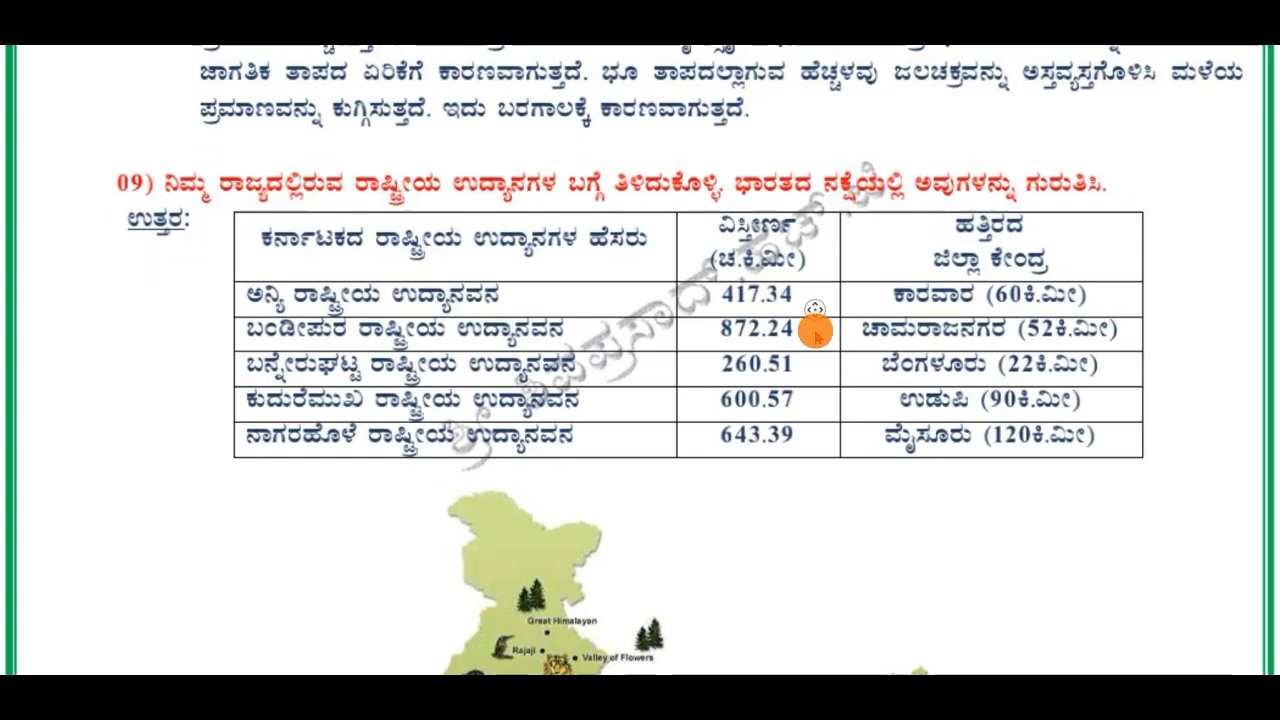 ಜಾಗತಿಕ ತಾಪದ ಏರಿಕೆಗೆ ಕಾರಣವಾಗುತ್ತದೆ. ಭೂ ತಾಪದಲ್ಲಾಗುವ ಹೆಚ್ಚಳವು ಜಲಚಕ್ರವನ್ನು ಅಸ್ತವ್ಯಸ್ತಗೊಳಿಸಿ ಮಳೆಯ
ಪ್ರಮಾಣವನ್ನು ಕುಗ್ಗಿಸುತ್ತದೆ. ಇದು ಬರಗಾಲಕ್ಕೆ ಕಾರಣವಾಗುತ್ತದೆ.
09) ನಿಮ್ಮ ರಾಜ್ಯದಲ್ಲಿರುವ ರಾಷ್ಟ್ರೀಯ ಉದ್ಯಾನಗಳ ಬಗ್ಗೆ ತಿಳಿದುಕೊಳ್ಳಿ. ಭಾರತದ ನಕ್ಷೆಯಲ್ಲಿ ಅವುಗಳನ್ನು ಗುರುತಿಸಿ.
ಉತ್ತರ:
ಕರ್ನಾಟಕದ ರಾಷ್ಟ್ರೀಯ ಉದ್ಯಾನಗಳ ಹೆಸರು
ವಿಸ್ತೀರ್ಣ
(ಚ.ಕಿ.ಮೀ)
ಹತ್ತಿರದ
ಜಿಲ್ಲಾ ಕೇಂದ್ರ
ಅನ್ಶಿ ರಾಷ್ಟ್ರೀಯ ಉದ್ಯಾನವನ 417.34 ಕಾರವಾರ (60ಕಿ.ಮೀ)
ಬಂಡೀಪುರ ರಾಷ್ಟ್ರೀಯ ಉದ್ಯಾನವನ 872.24 ಚಾಮರಾಜನಗರ (52ಕಿ.ಮೀ)
ಬನ್ನೇರುಘಟ್ಟ ರಾಷ್ಟ್ರೀಯ ಉದ್ಯಾನವನ 260.51 ಬೆಂಗಳೂರು (22ಕಿ.ಮೀ)
ಕುದುರೆಮುಖ ರಾಷ್ಟ್ರೀಯ ಉದ್ಯಾನವನ 600.57 ಉಡುಪಿ (90ಕಿ.ಮೀ)
ನಾಗರಹೊಳೆ ರಾಷ್ಟ್ರೀಯ ಉದ್ಯಾನವನ 643.39 ಮೈಸೂರು (120ಕಿ.ಮೀ)
Great Himalayan
Rajaji
Valley of Flowers